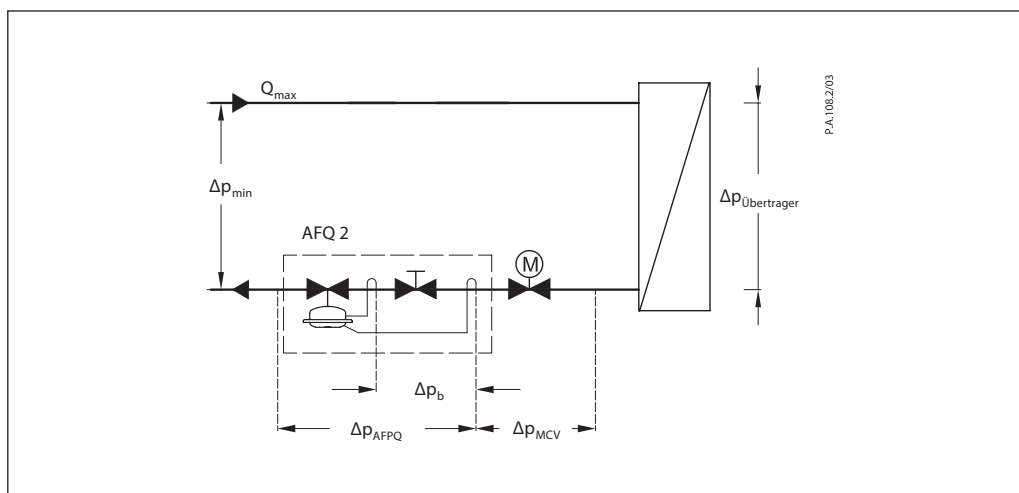 Q_max
P.A.108.2/03
Δp_min
Δp_Übertrager
AFQ 2
M
Δp_b
Δp_AFPQ
Δp_MCV